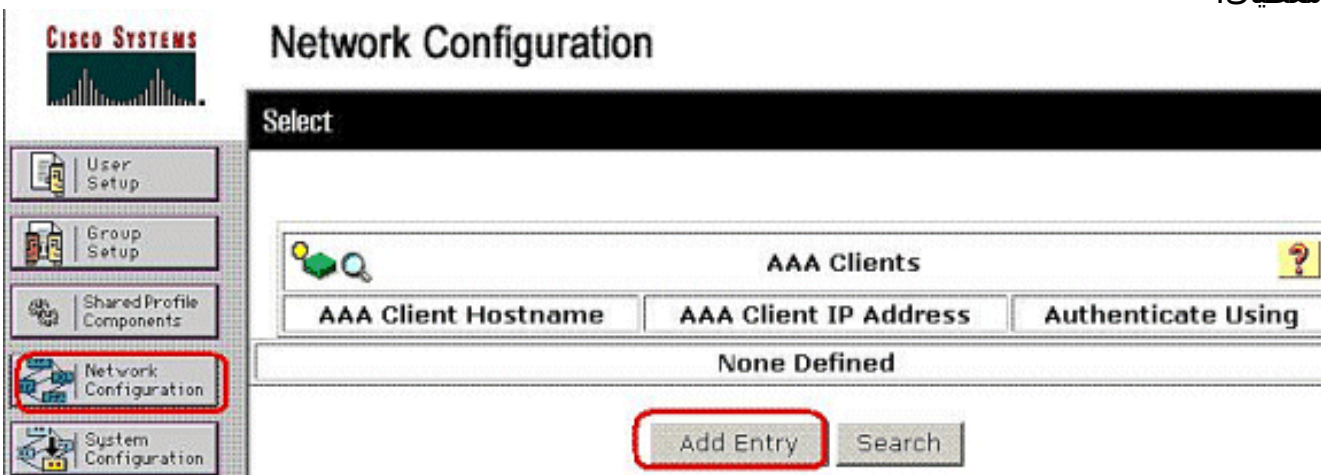 CISCO SYSTEMS
Network Configuration
Select
User
Setup
Group
Setup
Shared Profile
Components
Network
Configuration
System
Configuration
AAA Clients
?
AAA Client Hostname AAA Client IP Address Authenticate Using
None Defined
Add Entry Search